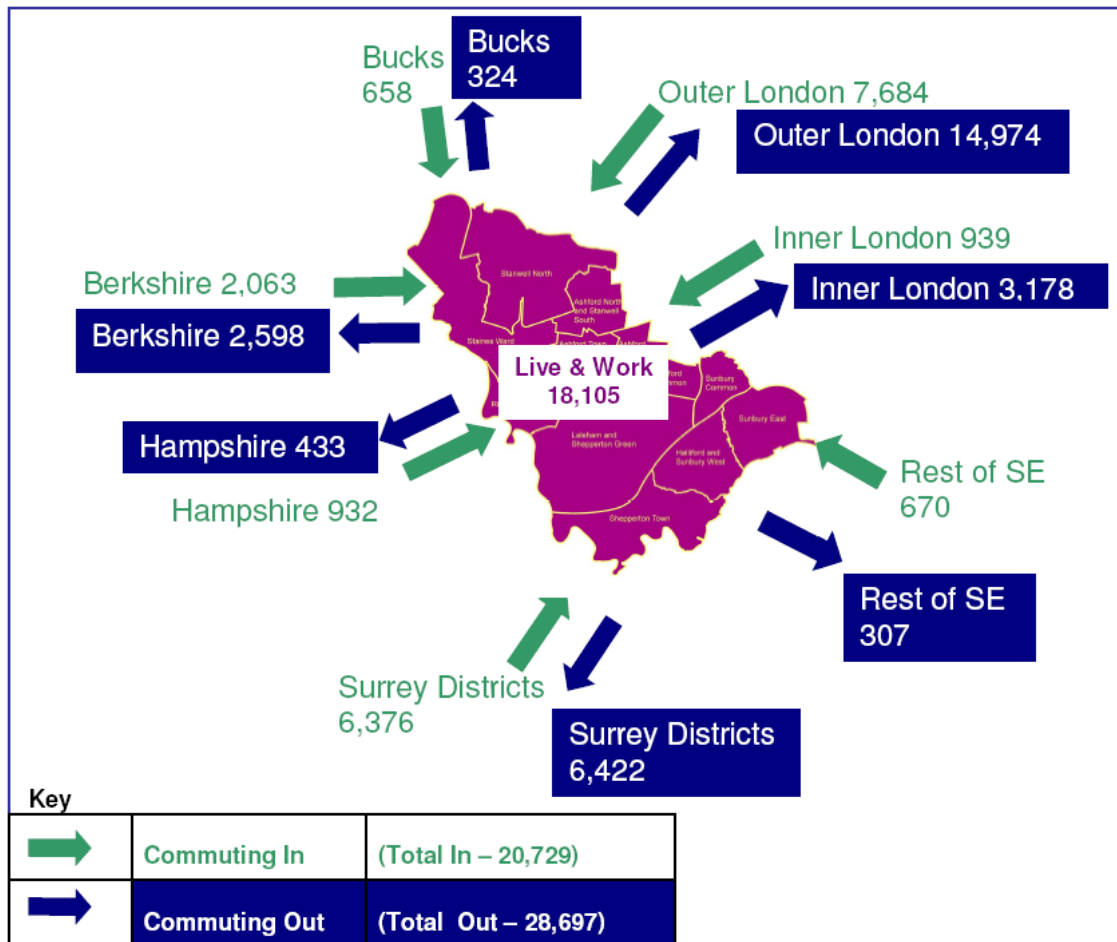 Bucks
658
Bucks
324
Outer London 7,684
Outer London 14,974
Inner London 939
Inner London 3,178
Berkshire 2,063
Berkshire 2,598
Stanwell North
Ashford North
and Stanwell
South
Staines Ward
Ashford Town
Ashford
Live & Work
18,105
Sunbury
Common
Sunbury East
Laleham and
Shepperton Green
Halliford and
Sunbury West
Shepperton Town
Hampshire 433
Hampshire 932
Rest of SE
670
Rest of SE
307
Surrey Districts
6,376
Surrey Districts
6,422
Key
Commuting In (Total In – 20,729)
Commuting Out (Total Out – 28,697)